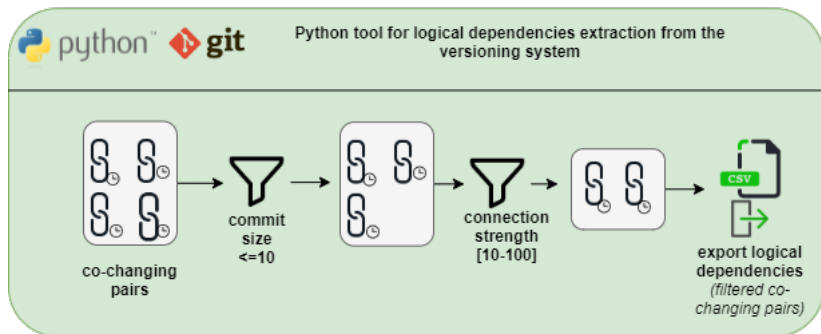 python™
git
Python tool for logical dependencies extraction from the
versioning system
co-changing
pairs
commit
size
<=10
connection
strength
[10-100]
CSV
export logical
dependencies
(filtered co-
changing pairs)